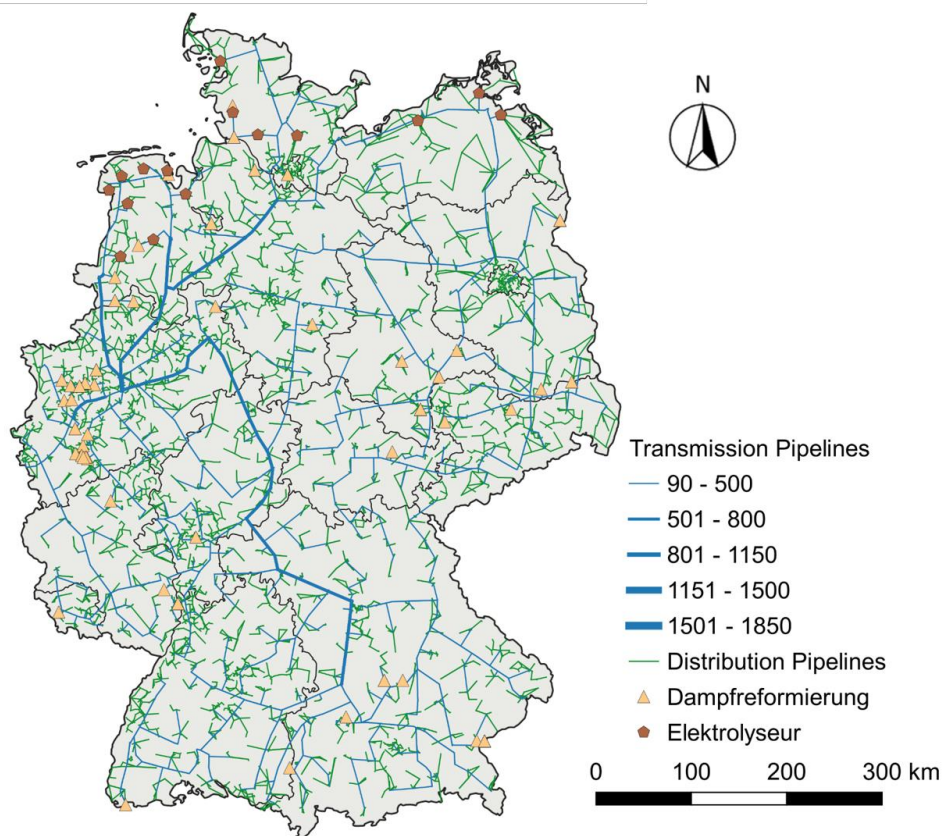 N
Transmission Pipelines
90 - 500
501 - 800
801 - 1150
1151 - 1500
1501 - 1850
Distribution Pipelines
Dampfreformierung
Elektrolyseur
0 100 200 300 km